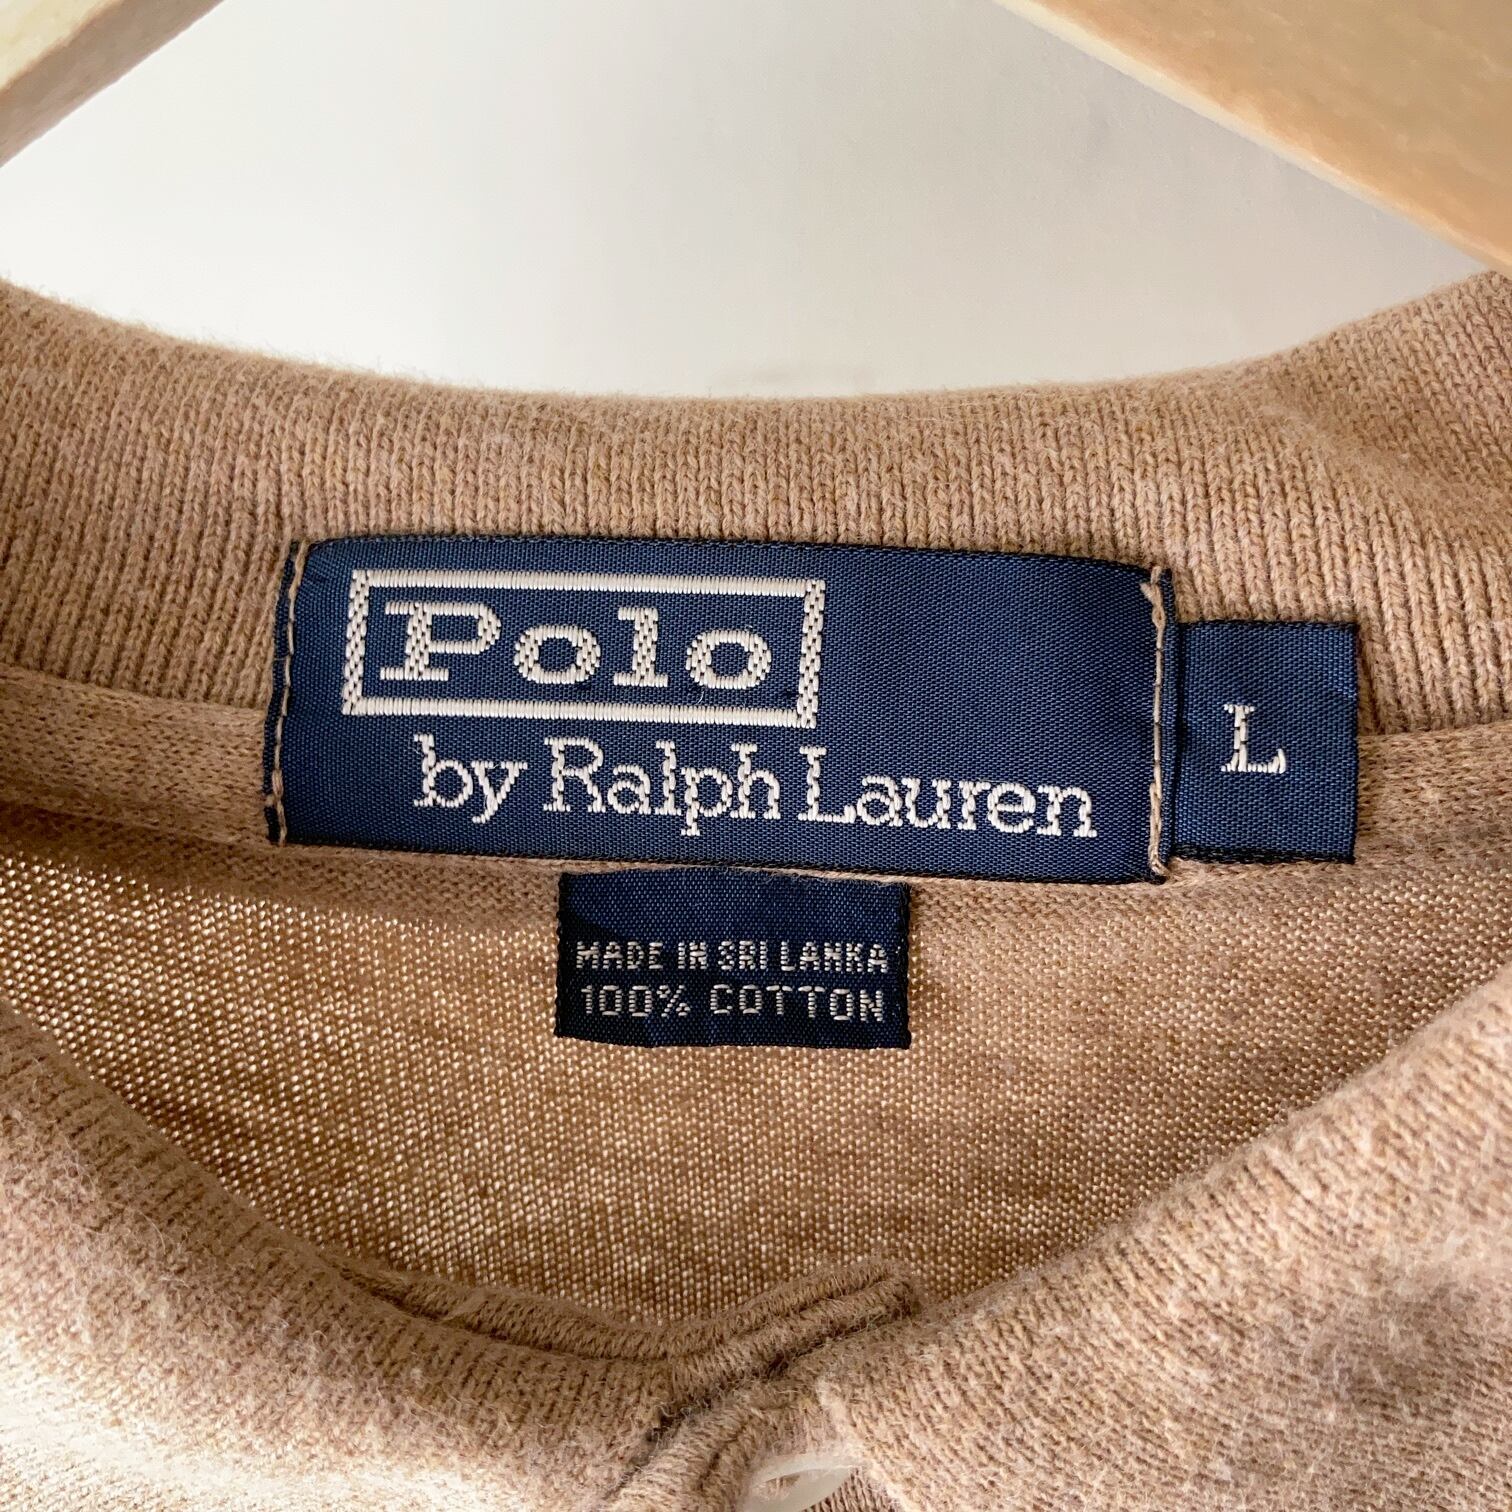 Polo
by Ralph Lauren
L
MADE IN SRI LANKA
100% COTTON